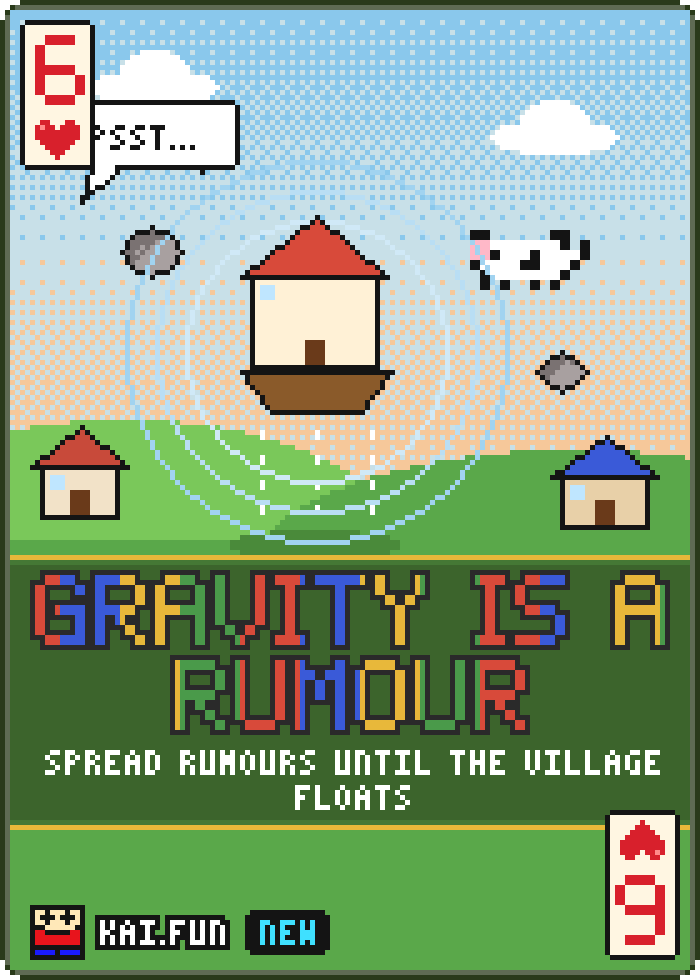 6
PSST...
GRAVITY IS A
RUMOUR
SPREAD RUMOURS UNTIL THE VILLAGE
FLOATS
KAI.FUN NEW
6